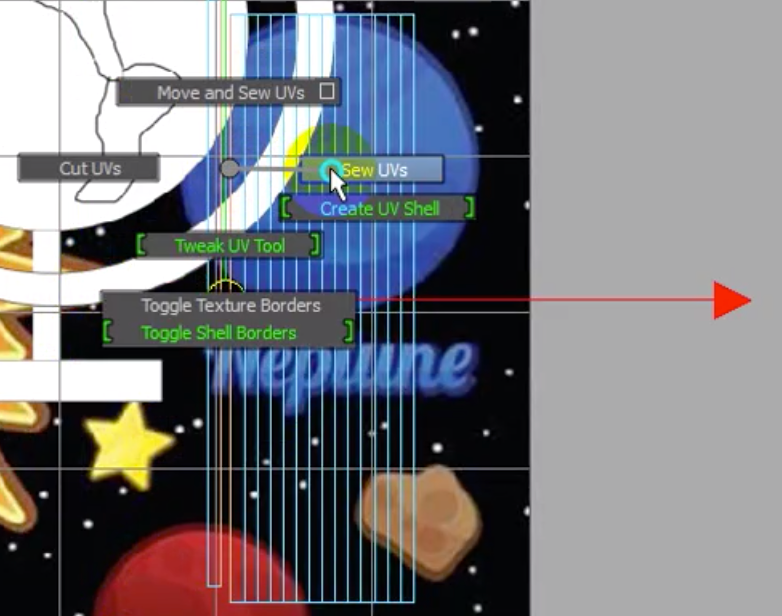 Move and Sew UVs
Cut UVs
Sew UVs
Create UV Shell
Tweak UV Tool
Toggle Texture Borders
Toggle Shell Borders
Neptune